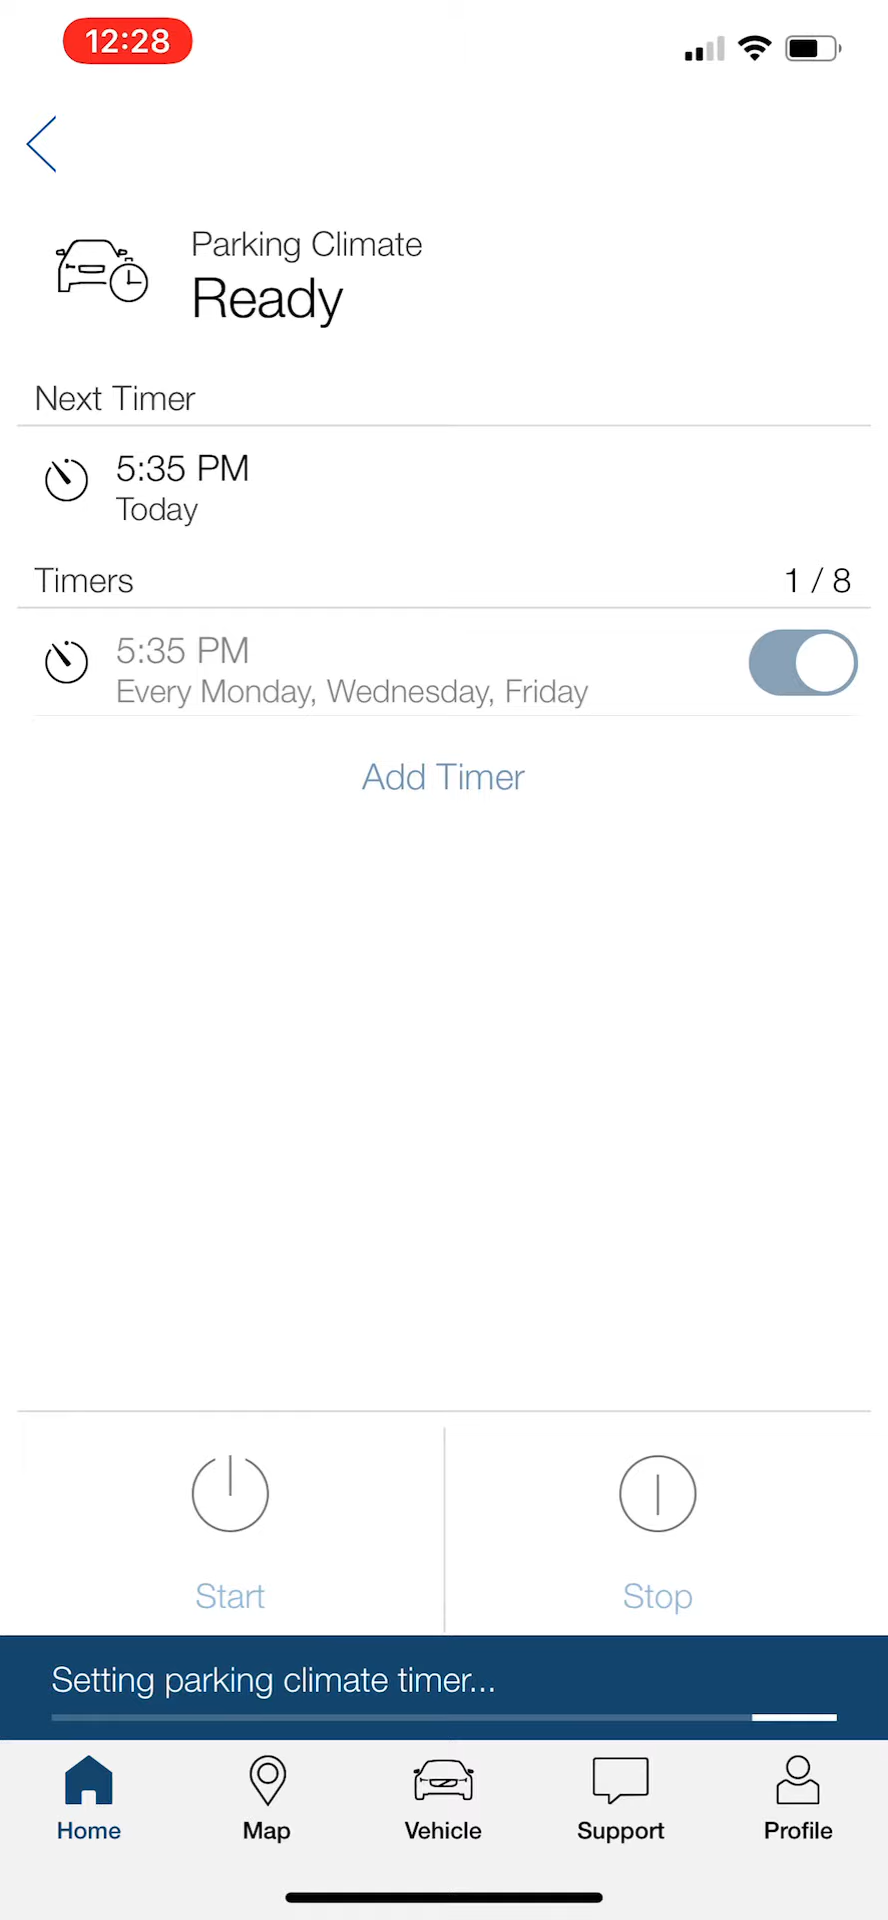 12:28
Parking Climate
Ready
Next Timer
5:35 PM
Today
Timers 1 / 8
5:35 PM
Every Monday, Wednesday, Friday
Add Timer
Start Stop
Setting parking climate timer...
Home Map Vehicle Support Profile